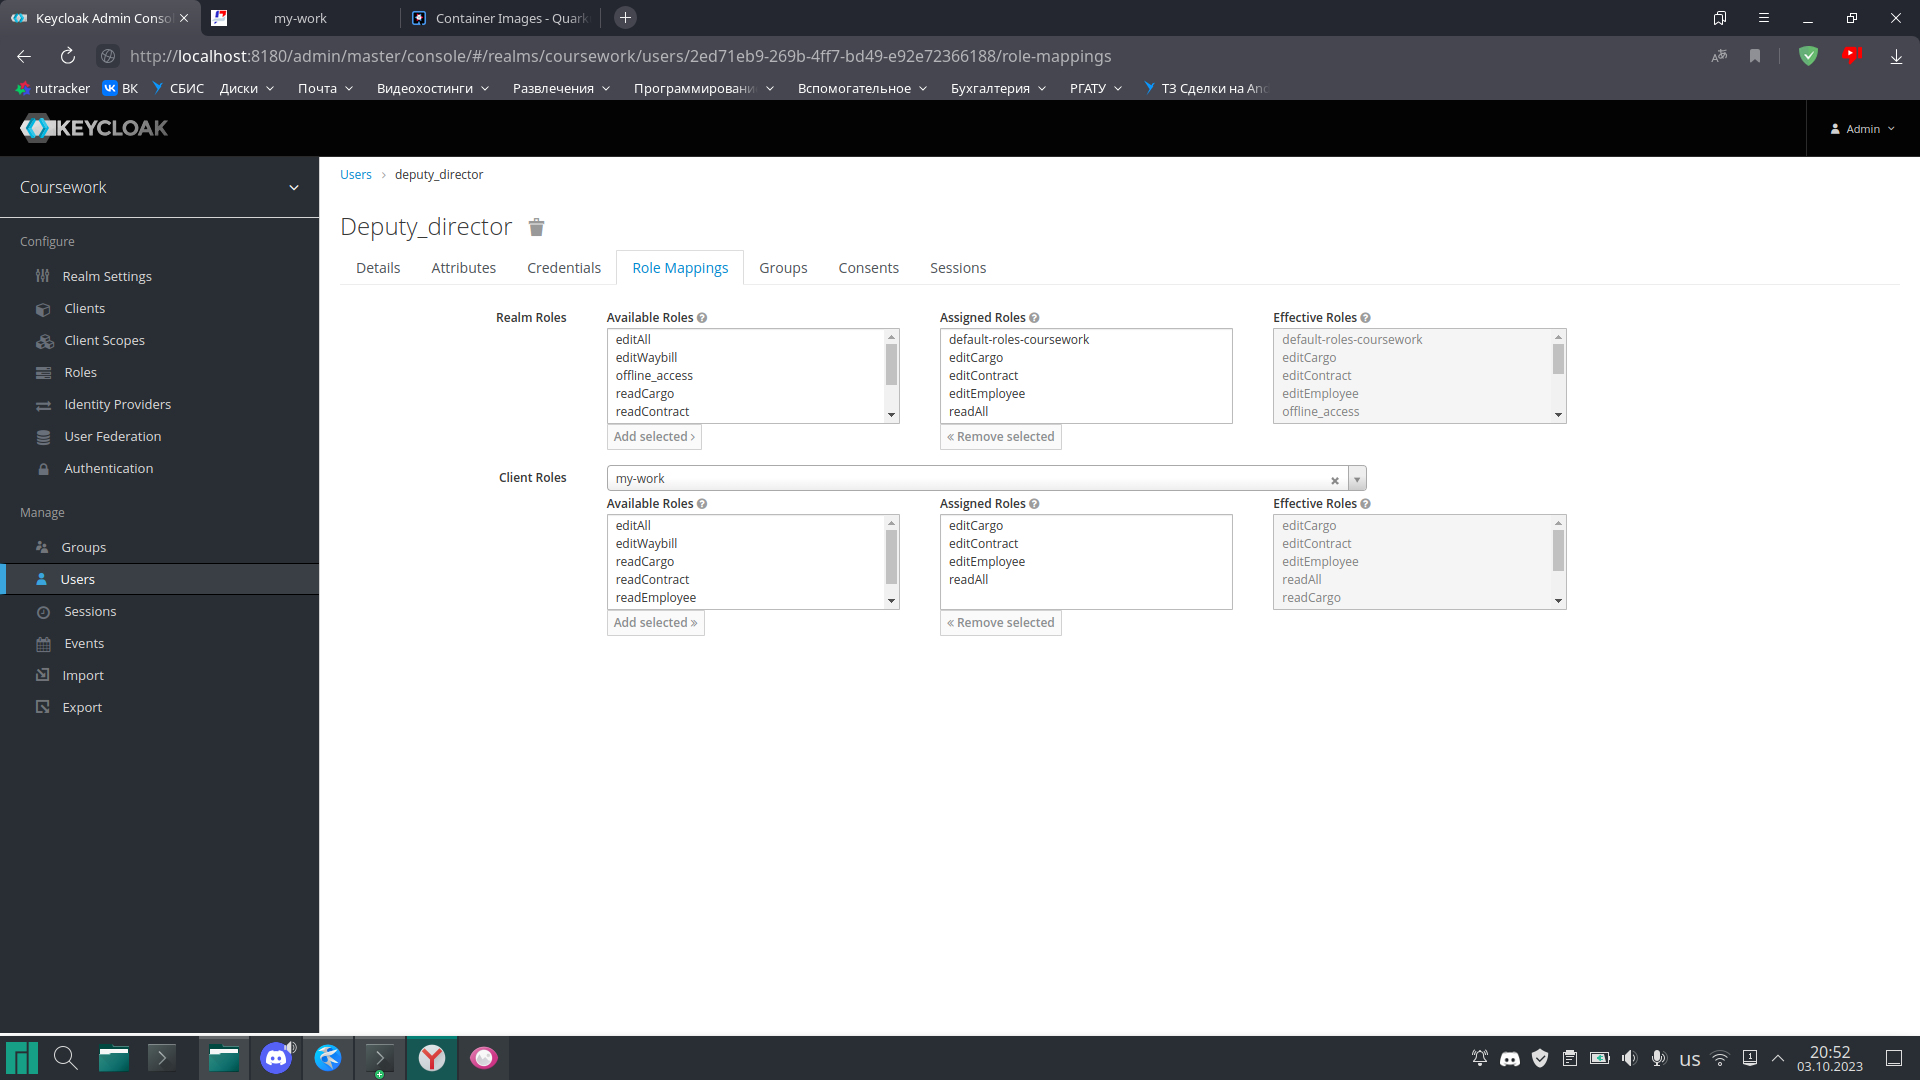 Keycloak Admin Conso
my-work
Container Images - Quark
http://localhost:8180/admin/master/console/#/realms/coursework/users/2ed71eb9-269b-4ff7-bd49-e92e72366188/role-mappings
rutracker
ВК
СБИС
Диски
Почта
Видеохостинги
Развлечения
Программировани
Вспомогательное
Бухгалтерия
РГАТУ
ТЗ Сделки на And
KEYCLOAK
Admin
Coursework
Configure
Realm Settings
Clients
Client Scopes
Roles
Identity Providers
User Federation
Authentication
Manage
Groups
Users
Sessions
Events
Import
Export
Users > deputy_director
Deputy_director
Details
Attributes
Credentials
Role Mappings
Groups
Consents
Sessions
Realm Roles
Available Roles
editAll
editWaybill
offline_access
readCargo
readContract
Add selected >
Assigned Roles
default-roles-coursework
editCargo
editContract
editEmployee
readAll
« Remove selected
Effective Roles
default-roles-coursework
editCargo
editContract
editEmployee
offline_access
Client Roles
my-work
Available Roles
editAll
editWaybill
readCargo
readContract
readEmployee
Add selected »
Assigned Roles
editCargo
editContract
editEmployee
readAll
« Remove selected
Effective Roles
editCargo
editContract
editEmployee
readAll
readCargo
us
20:52
03.10.2023